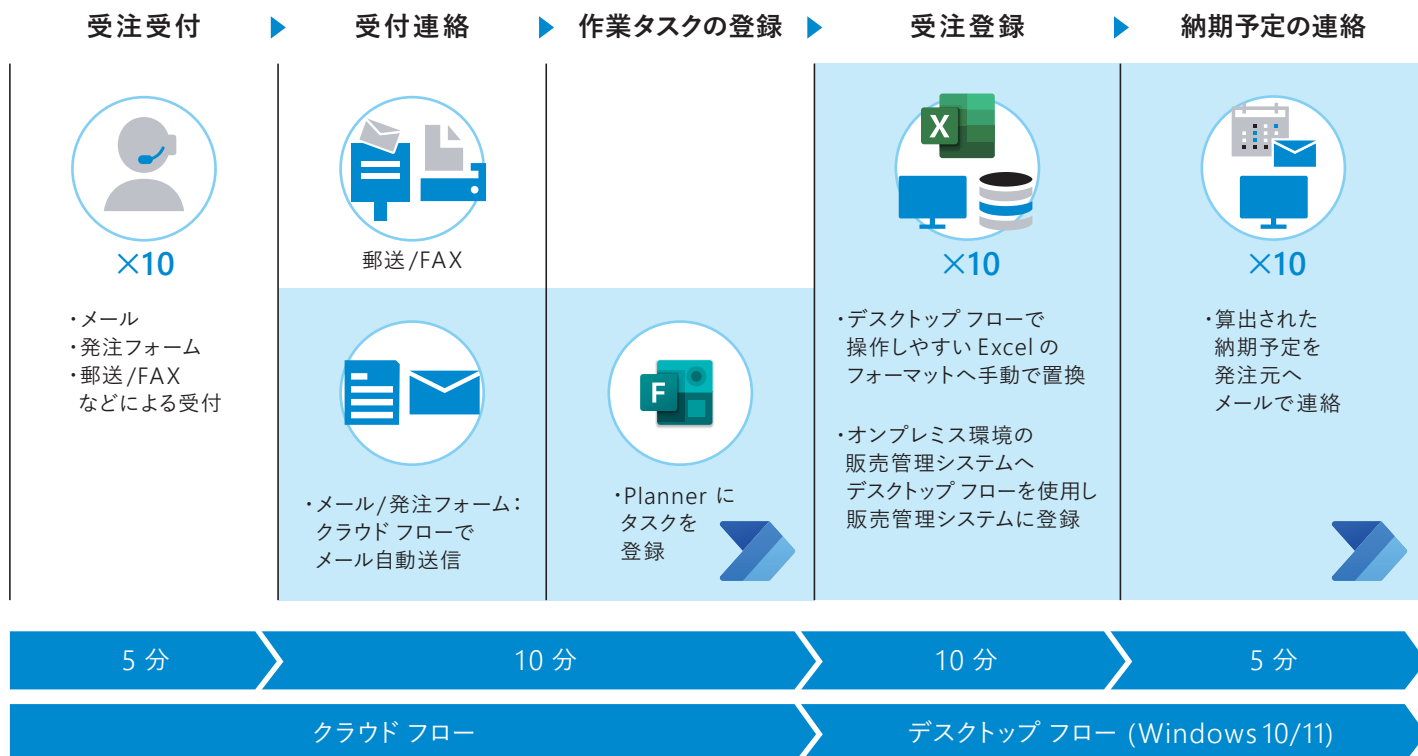 受注受付
受付連絡
作業タスクの登録
受注登録
納期予定の連絡
×10
・メール
・発注フォーム
・郵送/FAX
などによる受付
郵送/FAX
・メール/発注フォーム：
クラウド フローで
メール自動送信
F
・Planner に
タスクを
登録
X
×10
・デスクトップ フローで
操作しやすい Excel の
フォーマットへ手動で置換
・オンプレミス環境の
販売管理システムへ
デスクトップ フローを使用し
販売管理システムに登録
×10
・算出された
納期予定を
発注元へ
メールで連絡
5 分
10 分
10 分
5 分
クラウド フロー
デスクトップ フロー (Windows 10/11)